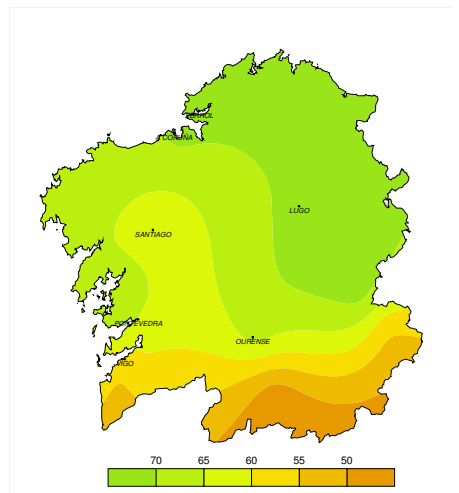 FERROL
A CORUÑA
LUGO
SANTIAGO
PONTEVEDRA
OURENSE
VIGO
70 65 60 55 50